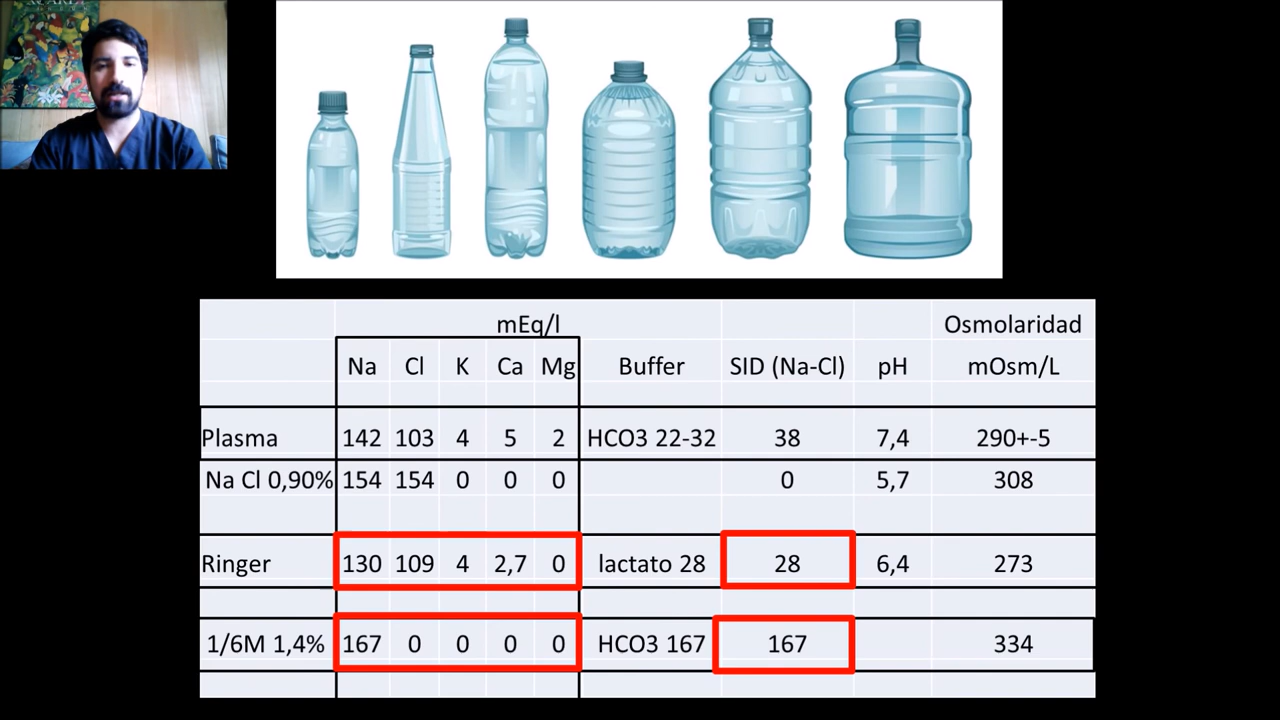 mEq/l Osmolaridad
Na Cl K Ca Mg Buffer SID (Na-Cl) pH mOsm/L
Plasma 142 103 4 5 2 HCO3 22-32 38 7,4 290+-5
Na Cl 0,90% 154 154 0 0 0 0 5,7 308
Ringer 130 109 4 2,7 0 lactato 28 28 6,4 273
1/6M 1,4% 167 0 0 0 0 HCO3 167 167 334